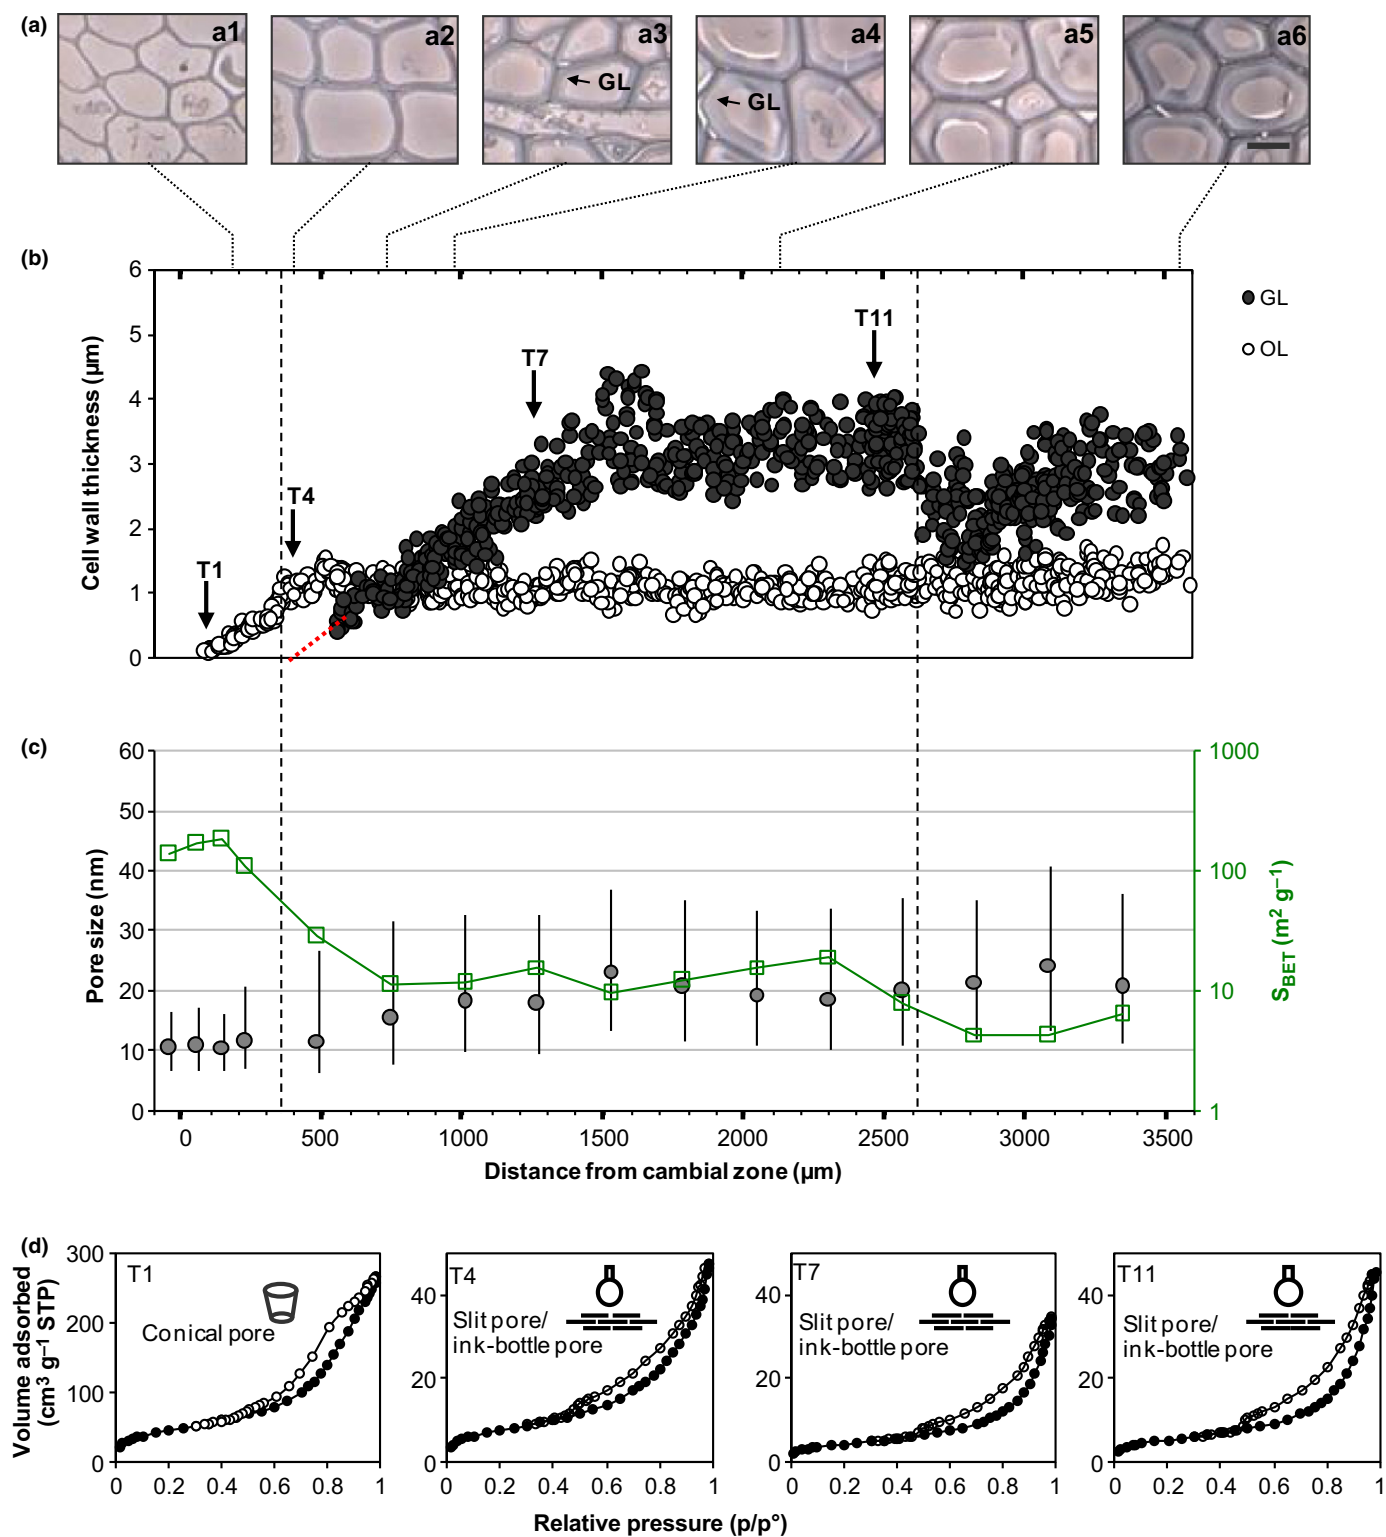 (a)
a1 a2 a3 a4 a5 a6
GL GL
(b)
Cell wall thickness (µm)
6
5
4
3
2
1
0
T1
T4
T7
T11
GL
OL
(c)
Pore size (nm)
60
50
40
30
20
10
0
1000
100
10
1
S_BET (m² g⁻¹)
0 500 1000 1500 2000 2500 3000 3500
Distance from cambial zone (µm)
(d)
Volume adsorbed
(cm³ g⁻¹ STP)
300
200
100
0
T1
Conical pore
0 0.2 0.4 0.6 0.8 1
40
20
0
T4
Slit pore/
ink-bottle pore
0 0.2 0.4 0.6 0.8 1
40
20
0
T7
Slit pore/
ink-bottle pore
0 0.2 0.4 0.6 0.8 1
40
20
0
T11
Slit pore/
ink-bottle pore
0 0.2 0.4 0.6 0.8 1
Relative pressure (p/p°)